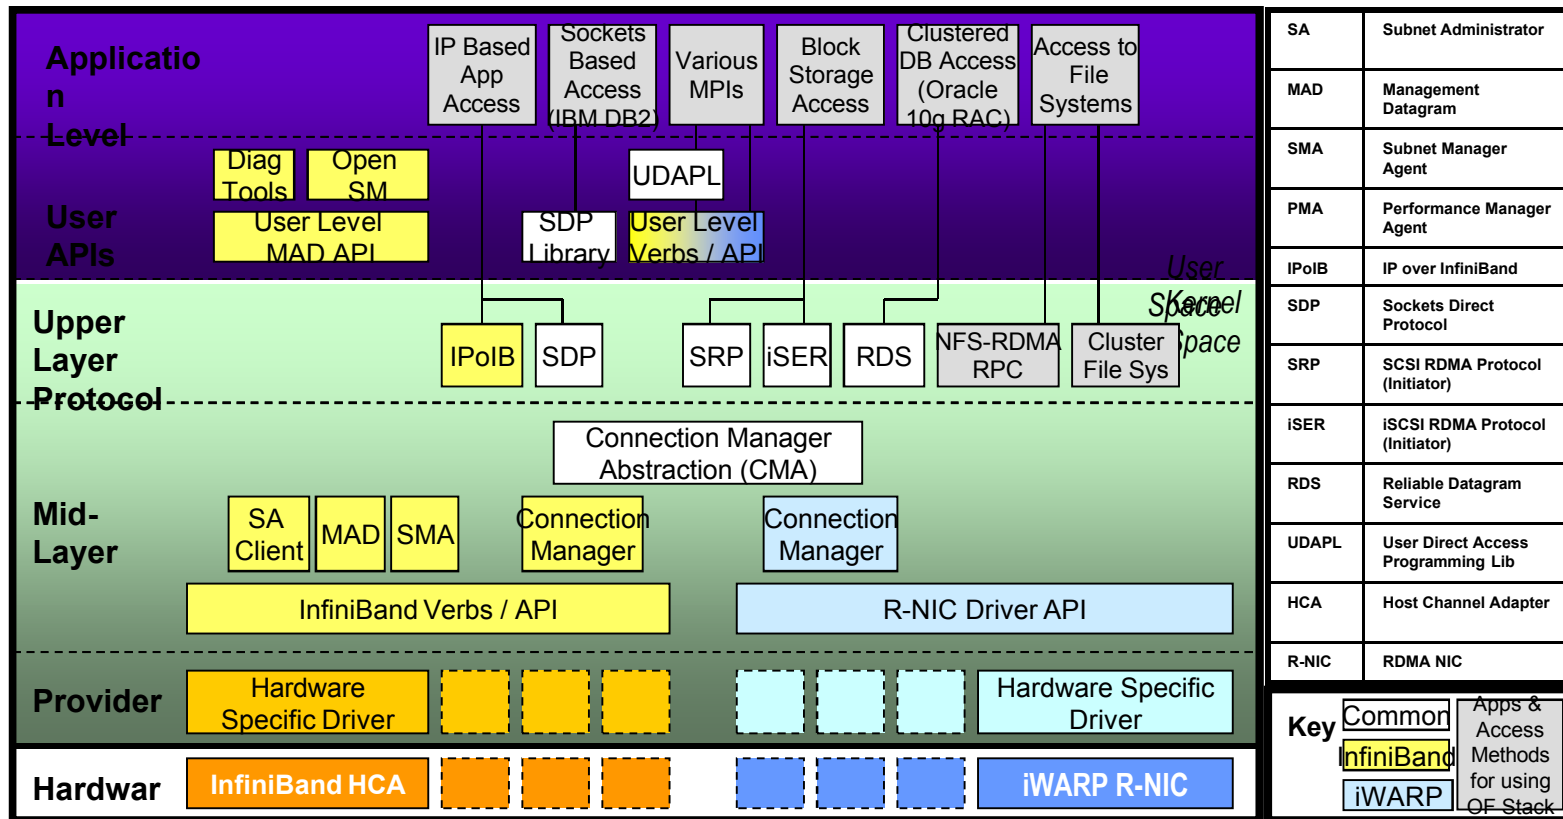 Applicatio
n
Level
IP Based
App
Access
Sockets
Based
Access
(IBM DB2)
Various
MPIs
Block
Storage
Access
Clustered
DB Access
(Oracle
10g RAC)
Access to
File
Systems
User
APIs
Diag
Tools
Open
SM
User Level
MAD API
UDAPL
SDP
Library
User Level
Verbs / API
User
Space
Kernel
Space
Upper
Layer
Protocol
IPoIB
SDP
SRP
iSER
RDS
NFS-RDMA
RPC
Cluster
File Sys
Mid-
Layer
Connection Manager
Abstraction (CMA)
SA
Client
MAD
SMA
Connection
Manager
Connection
Manager
InfiniBand Verbs / API
R-NIC Driver API
Provider
Hardware
Specific Driver
Hardware Specific
Driver
Hardwar
InfiniBand HCA
iWARP R-NIC
SA Subnet Administrator
MAD Management
Datagram
SMA Subnet Manager
Agent
PMA Performance Manager
Agent
IPoIB IP over InfiniBand
SDP Sockets Direct
Protocol
SRP SCSI RDMA Protocol
(Initiator)
iSER iSCSI RDMA Protocol
(Initiator)
RDS Reliable Datagram
Service
UDAPL User Direct Access
Programming Lib
HCA Host Channel Adapter
R-NIC RDMA NIC
Key
Common
InfiniBand
iWARP
Apps &
Access
Methods
for using
OF Stack